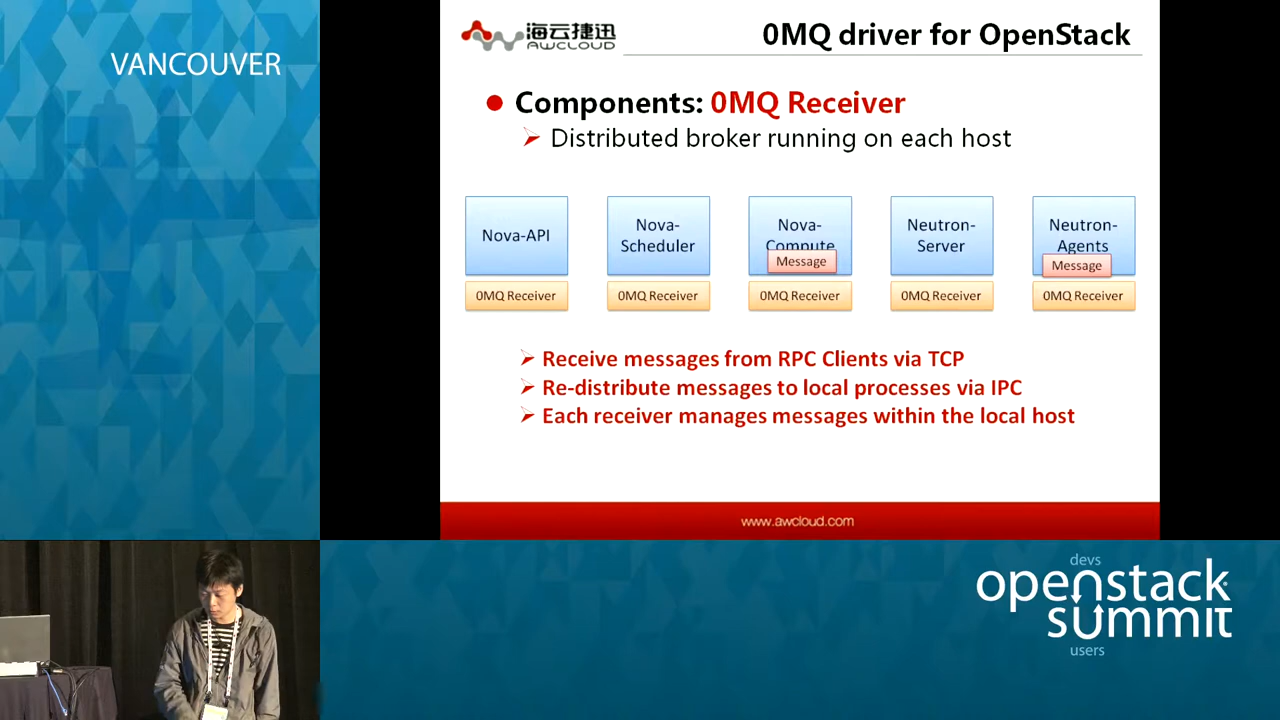 VANCOUVER
海云捷迅
AWCLOUD
0MQ driver for OpenStack
Components: 0MQ Receiver
Distributed broker running on each host
Nova-API
Nova-
Scheduler
Nova-
Compute
Neutron-
Server
Neutron-
Agents
Message
Message
0MQ Receiver
0MQ Receiver
0MQ Receiver
0MQ Receiver
0MQ Receiver
Receive messages from RPC Clients via TCP
Re-distribute messages to local processes via IPC
Each receiver manages messages within the local host
www.awcloud.com
devs
openstack
summit
users